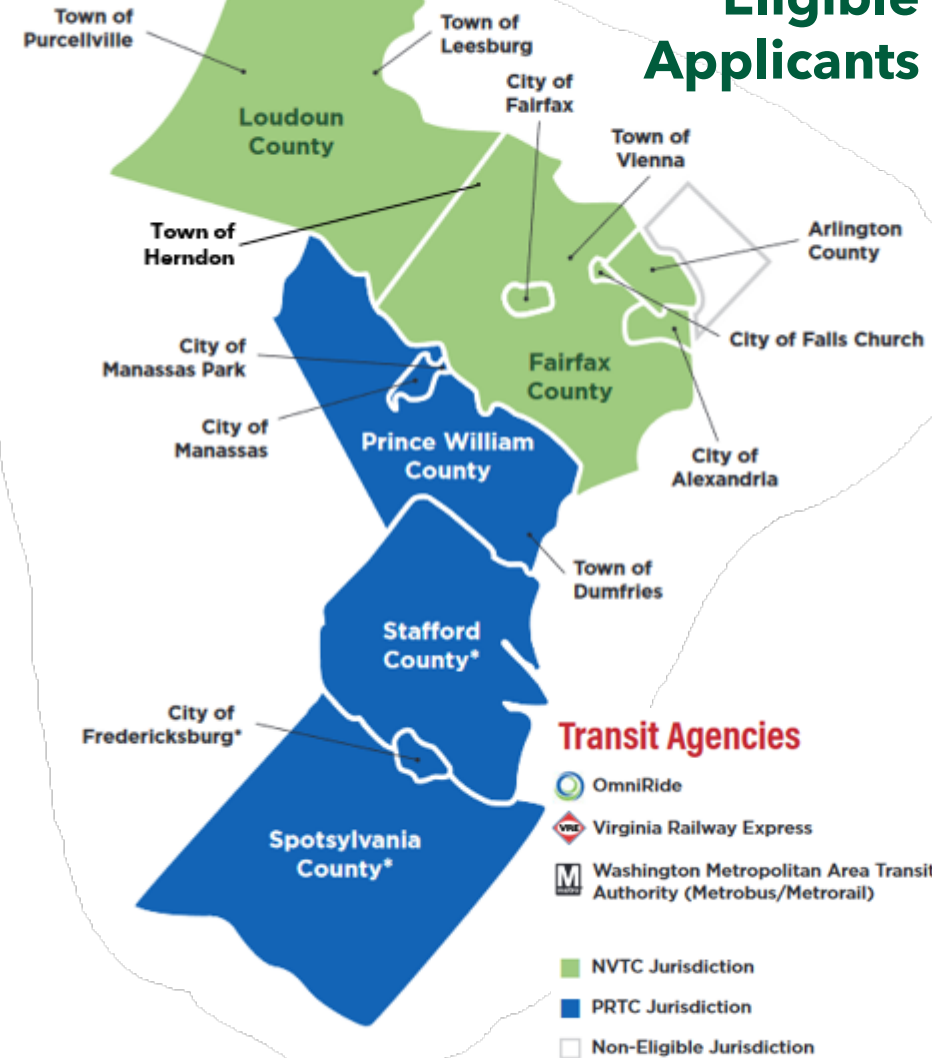 Eligible
Applicants
Town of
Purcellville
Town of
Leesburg
City of
Fairfax
Loudoun
County
Town of
Vienna
Town of
Herndon
Arlington
County
City of Falls Church
City of
Manassas Park
Fairfax
County
City of
Manassas
Prince William
County
City of
Alexandria
Town of
Dumfries
Stafford
County*
City of
Fredericksburg*
Spotsylvania
County*
Transit Agencies
OmniRide
VRE
Virginia Railway Express
M
metro
Washington Metropolitan Area Transit
Authority (Metrobus/Metrorail)
NVTC Jurisdiction
PRTC Jurisdiction
Non-Eligible Jurisdiction